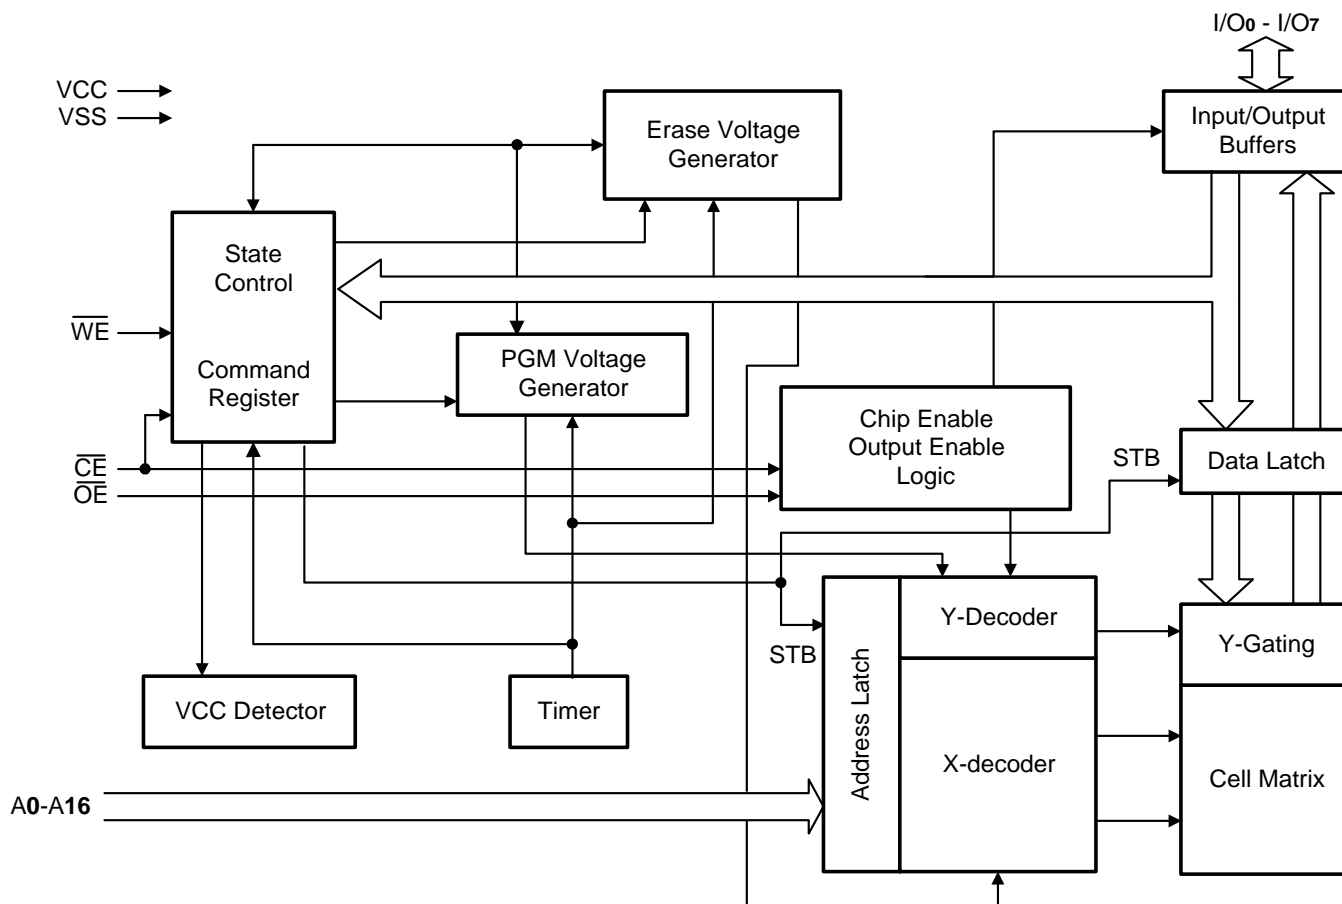 I/O0 - I/O7
VCC
VSS
Erase Voltage
Generator
Input/Output
Buffers
State
Control
WE
PGM Voltage
Generator
Command
Register
Chip Enable
Output Enable
Logic
CE
OE
STB
Data Latch
Y-Decoder
STB
Y-Gating
VCC Detector
Timer
Address Latch
X-decoder
Cell Matrix
A0-A16